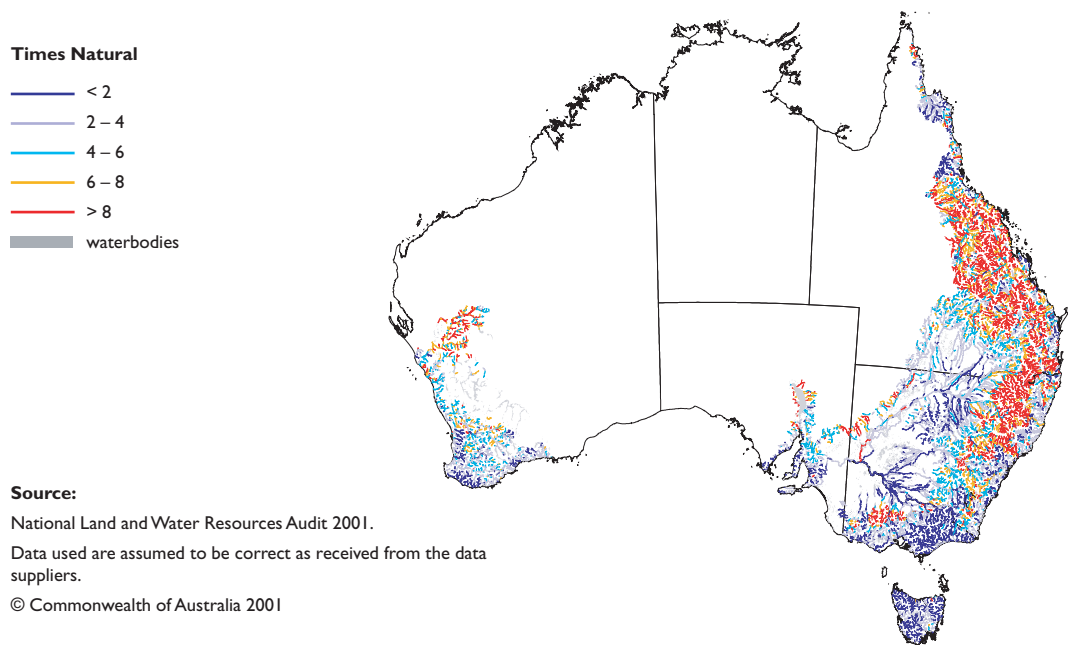 Times Natural
< 2
2 – 4
4 – 6
6 – 8
> 8
waterbodies
Source:
National Land and Water Resources Audit 2001.
Data used are assumed to be correct as received from the data
suppliers.
© Commonwealth of Australia 2001